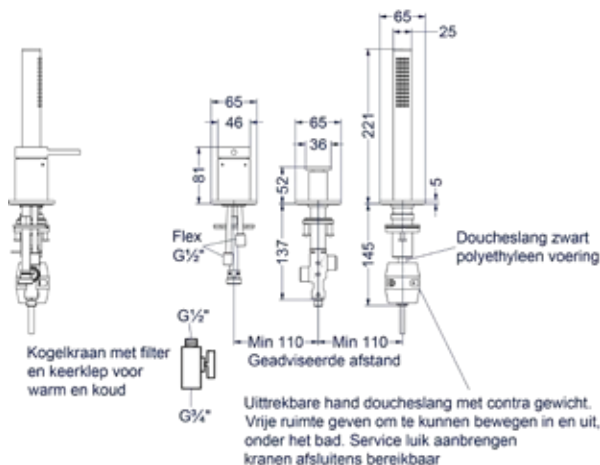 65
25
65
46
65
36
221
81
52
5
137
145
Flex
G½"
Doucheslang zwart
polyethyleen voering
G½"
Min 110
Min 110
Geadviseerde afstand
Kogelkraan met filter
en keerklep voor
warm en koud
G¾"
Uittrekbare hand doucheslang met contra gewicht.
Vrije ruimte geven om te kunnen bewegen in en uit,
onder het bad. Service luik aanbrengen
kranen afsluitens bereikbaar